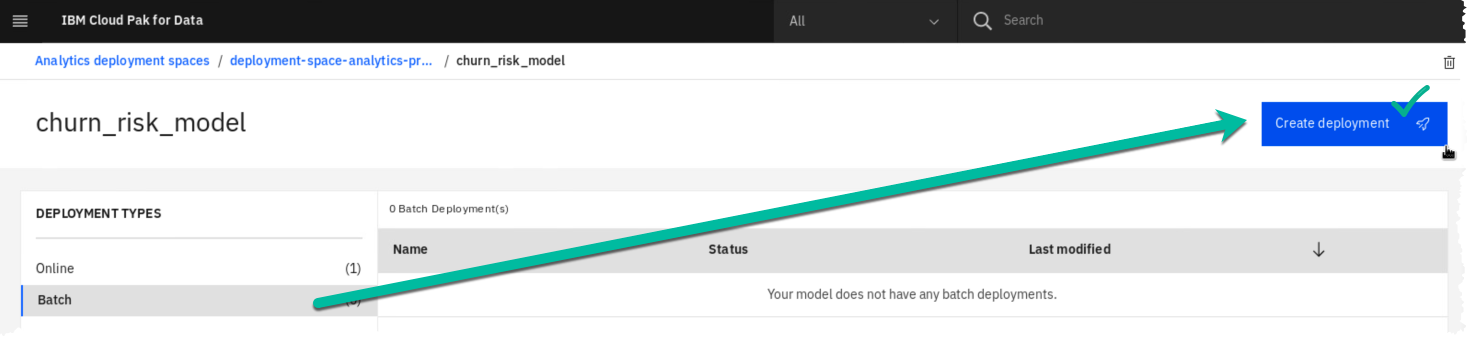 IBM Cloud Pak for Data
All
Search
Analytics deployment spaces / deployment-space-analytics-pr... / churn_risk_model
churn_risk_model
Create deployment
DEPLOYMENT TYPES
0 Batch Deployment(s)
Name Status Last modified
Online (1)
Batch
Your model does not have any batch deployments.